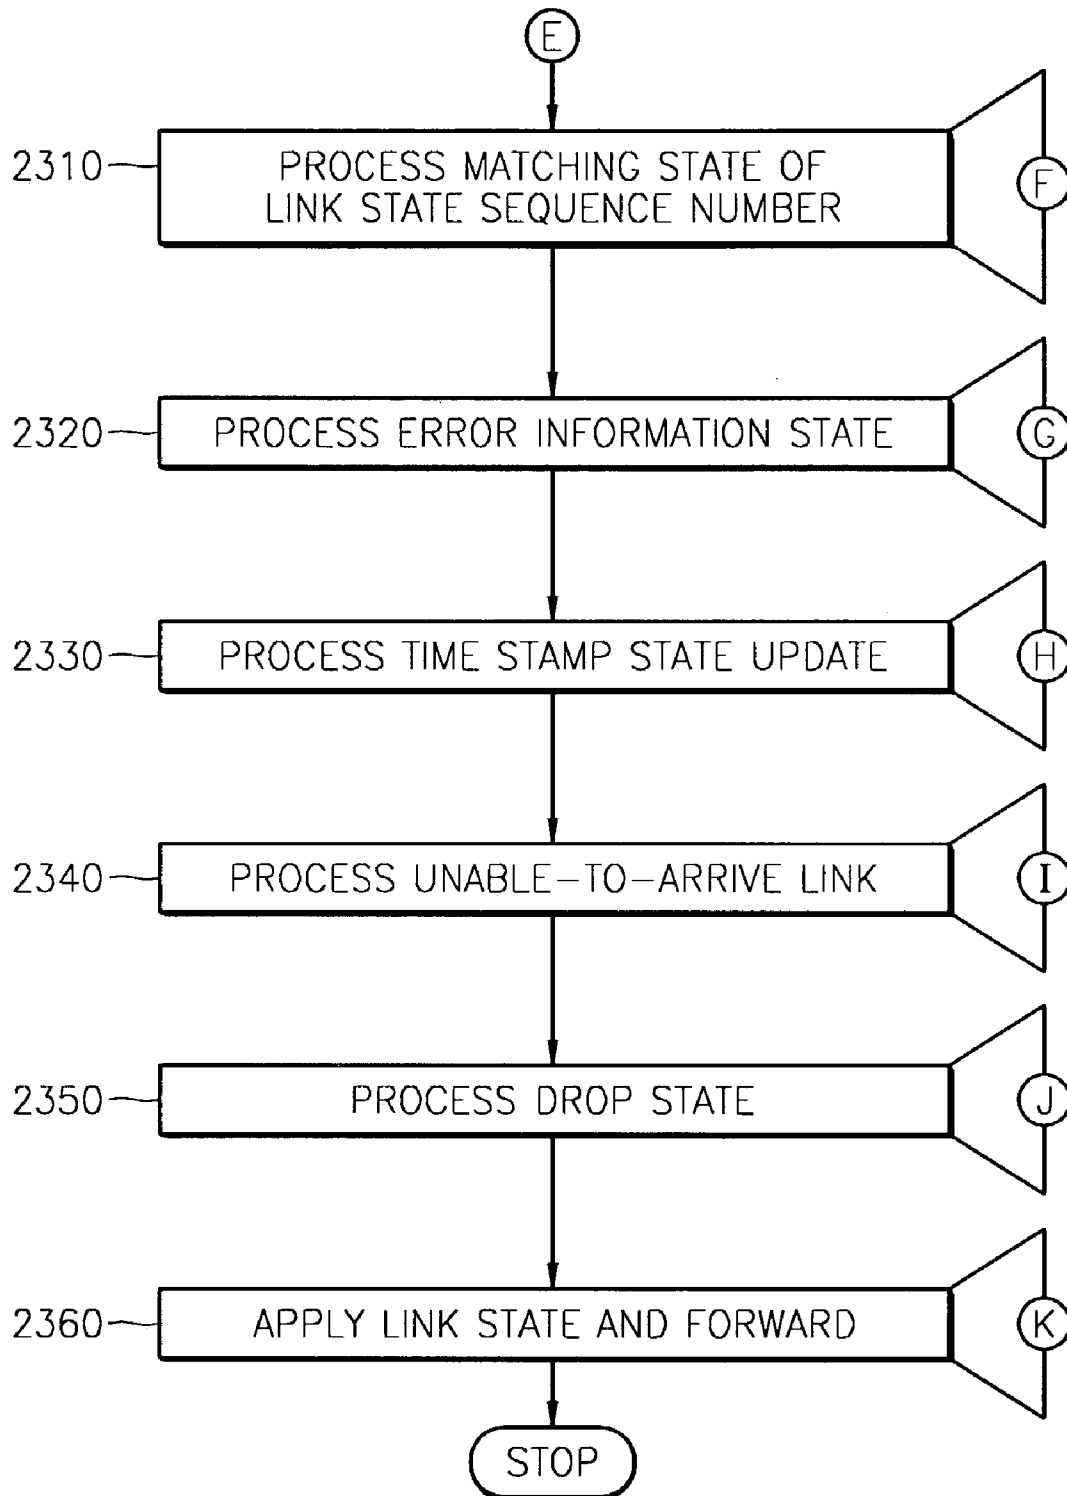 E
2310
PROCESS MATCHING STATE OF
LINK STATE SEQUENCE NUMBER
F
2320
PROCESS ERROR INFORMATION STATE
G
2330
PROCESS TIME STAMP STATE UPDATE
H
2340
PROCESS UNABLE-TO-ARRIVE LINK
I
2350
PROCESS DROP STATE
J
2360
APPLY LINK STATE AND FORWARD
K
STOP